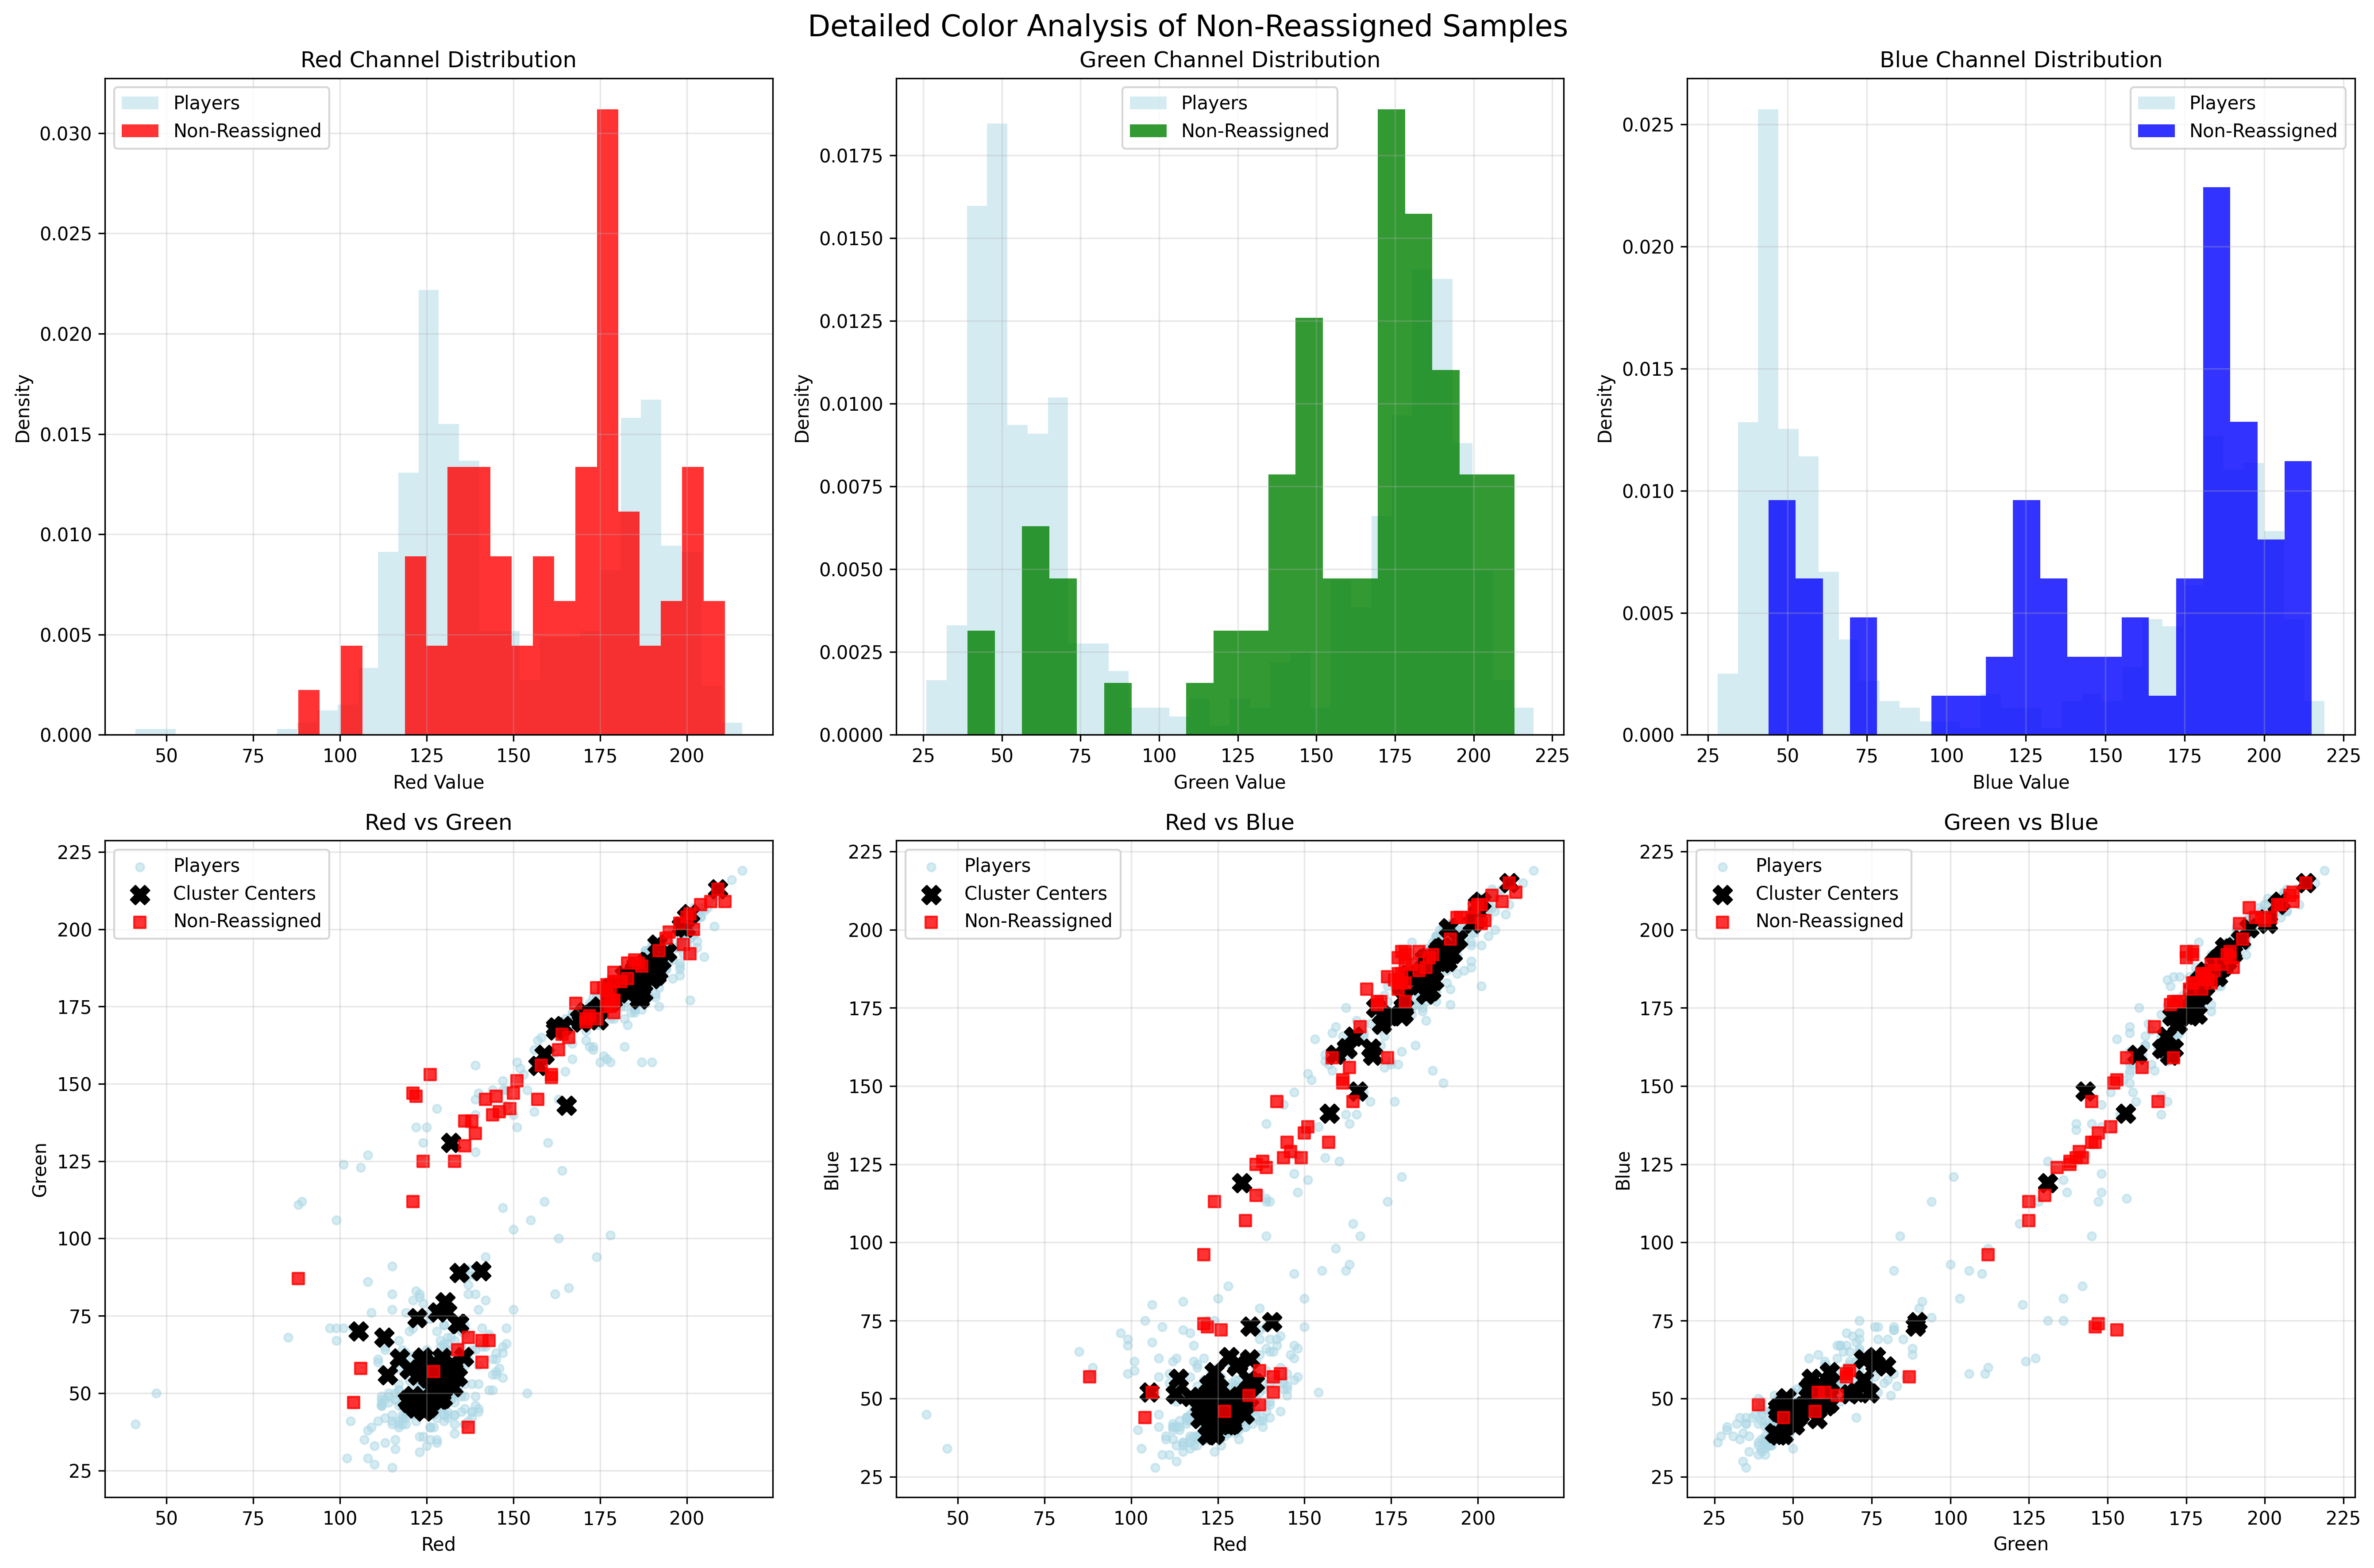 Detailed Color Analysis of Non-Reassigned Samples
Red Channel Distribution
Players
Non-Reassigned
0.030
0.025
0.020
0.015
0.010
0.005
0.000
Density
50
75
100
125
150
175
200
Red Value
Green Channel Distribution
Players
Non-Reassigned
0.0175
0.0150
0.0125
0.0100
0.0075
0.0050
0.0025
0.0000
Density
25
50
75
100
125
150
175
200
225
Green Value
Blue Channel Distribution
Players
Non-Reassigned
0.025
0.020
0.015
0.010
0.005
0.000
Density
25
50
75
100
125
150
175
200
225
Blue Value
Red vs Green
Players
Cluster Centers
Non-Reassigned
225
200
175
150
125
100
75
50
25
Green
50
75
100
125
150
175
200
Red
Red vs Blue
Players
Cluster Centers
Non-Reassigned
225
200
175
150
125
100
75
50
25
Blue
50
75
100
125
150
175
200
Red
Green vs Blue
Players
Cluster Centers
Non-Reassigned
225
200
175
150
125
100
75
50
25
Blue
25
50
75
100
125
150
175
200
225
Green